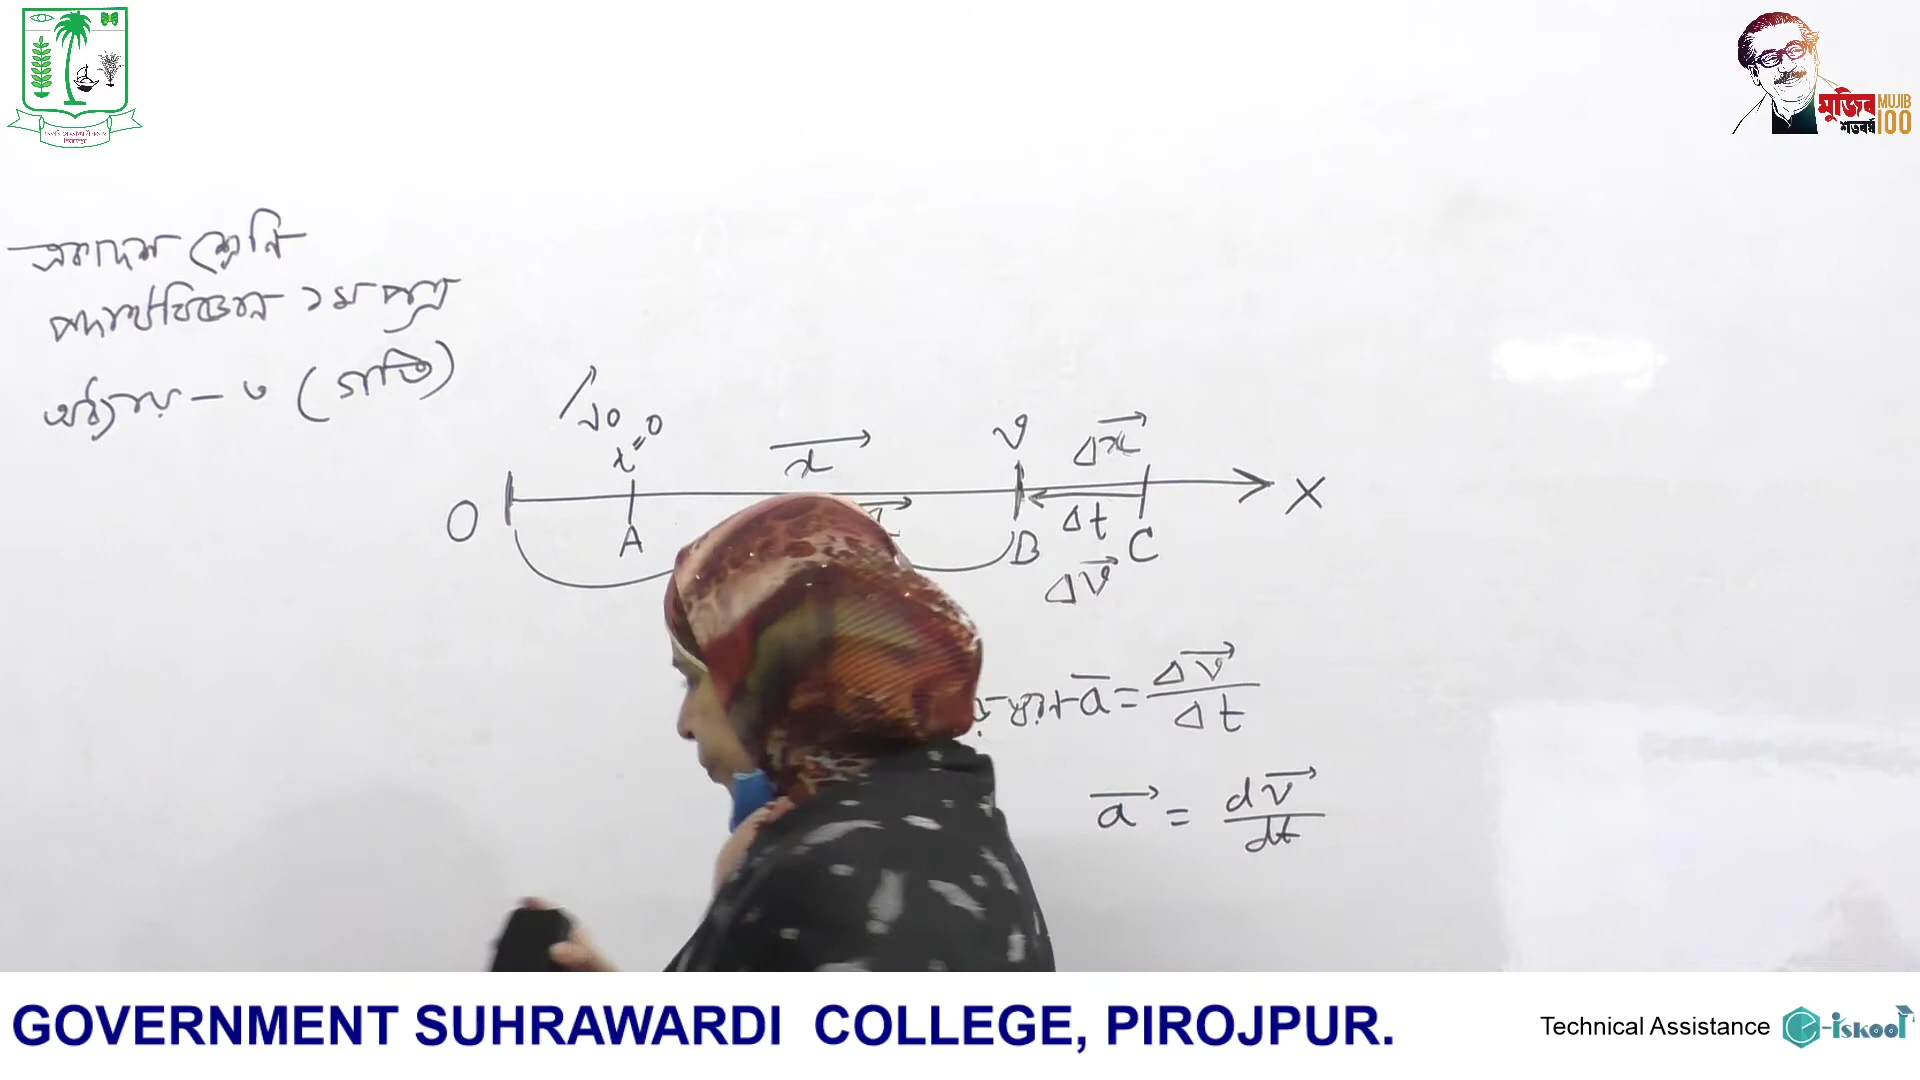 মুজিব MUJIB
শতবর্ষ 100
একাদশ শ্রেনি
পদার্থবিজ্ঞান ১ম পত্র
অধ্যায় – ৩ (গতি)
t=0
x
v
Δx
O
X
A
B
Δt
C
Δv
a = Δv/Δt
a = dv/dt
GOVERNMENT SUHRAWARDI COLLEGE, PIROJPUR.
Technical Assistance e-iskool